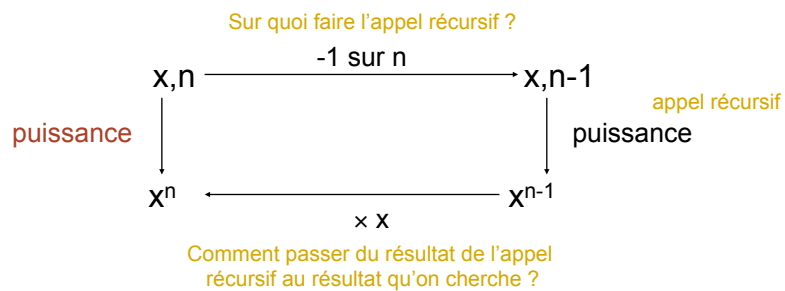 Sur quoi faire l’appel récursif ?
-1 sur n
x,n
x,n-1
appel récursif
puissance
puissance
xⁿ
xⁿ⁻¹
× x
Comment passer du résultat de l’appel
récursif au résultat qu’on cherche ?